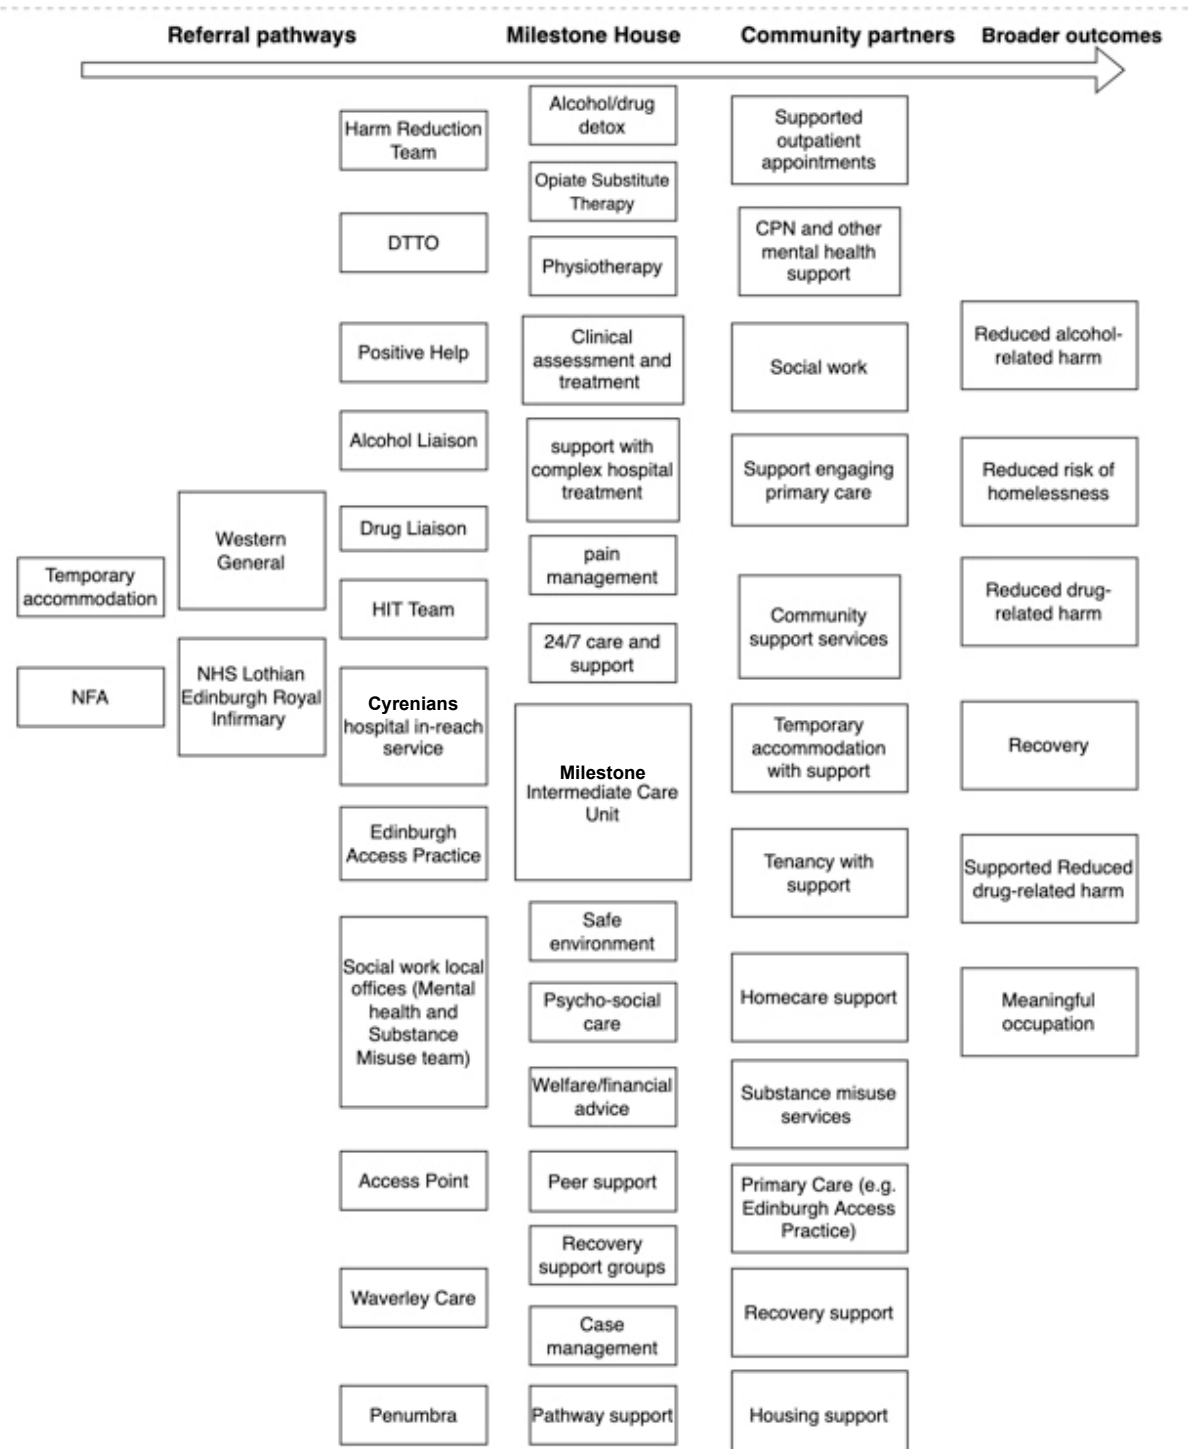 Referral pathways
Milestone House
Community partners
Broader outcomes
Temporary
accommodation
NFA
Western
General
NHS Lothian
Edinburgh Royal
Infirmary
Harm Reduction
Team
DTTO
Positive Help
Alcohol Liaison
Drug Liaison
HIT Team
Cyrenians
hospital in-reach
service
Edinburgh
Access Practice
Social work local
offices (Mental
health and
Substance
Misuse team)
Access Point
Waverley Care
Penumbra
Alcohol/drug
detox
Opiate Substitute
Therapy
Physiotherapy
Clinical
assessment and
treatment
support with
complex hospital
treatment
pain
management
24/7 care and
support
Milestone
Intermediate Care
Unit
Safe
environment
Psycho-social
care
Welfare/financial
advice
Peer support
Recovery
support groups
Case
management
Pathway support
Supported
outpatient
appointments
CPN and other
mental health
support
Social work
Support engaging
primary care
Community
support services
Temporary
accommodation
with support
Tenancy with
support
Homecare support
Substance misuse
services
Primary Care (e.g.
Edinburgh Access
Practice)
Recovery support
Housing support
Reduced alcohol-
related harm
Reduced risk of
homelessness
Reduced drug-
related harm
Recovery
Supported Reduced
drug-related harm
Meaningful
occupation